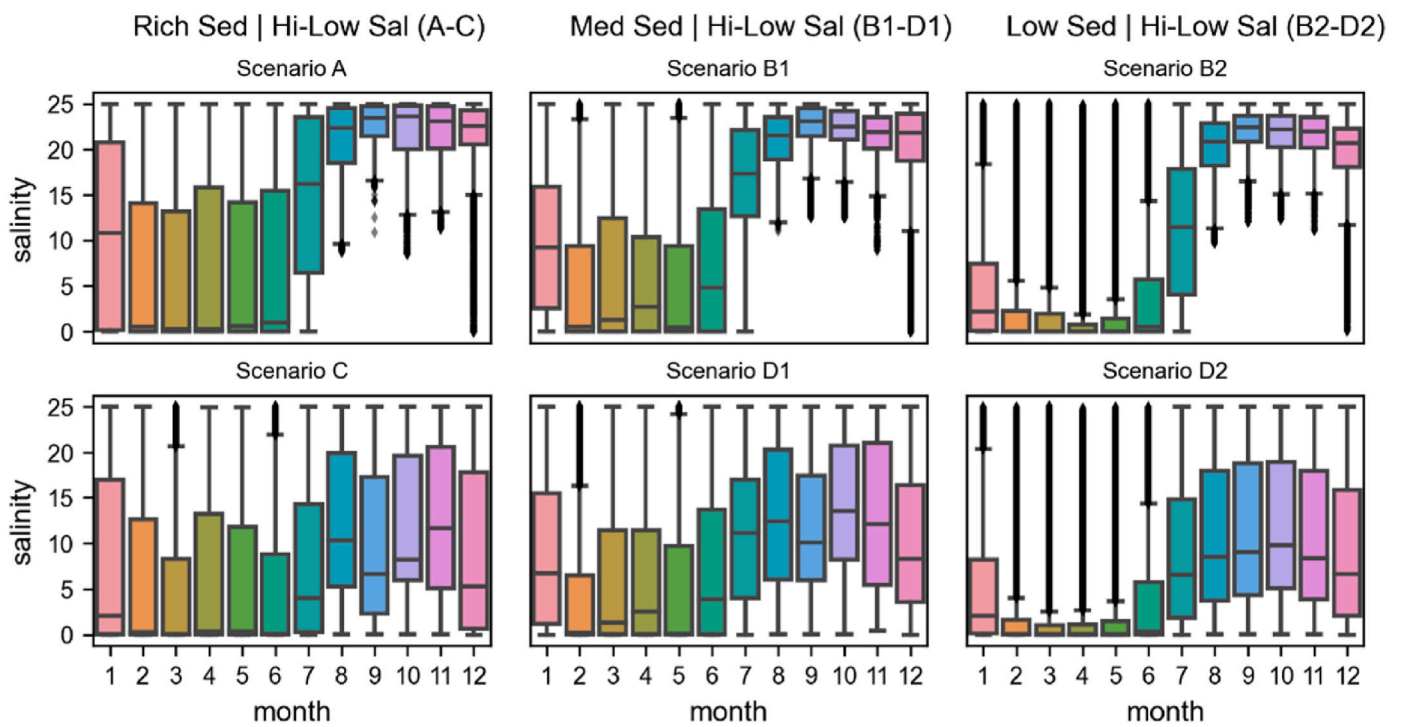 Rich Sed | Hi-Low Sal (A-C)
Med Sed | Hi-Low Sal (B1-D1)
Low Sed | Hi-Low Sal (B2-D2)
Scenario A
Scenario B1
Scenario B2
25
20
15
10
5
0
salinity
Scenario C
Scenario D1
Scenario D2
25
20
15
10
5
0
salinity
1 2 3 4 5 6 7 8 9 10 11 12
1 2 3 4 5 6 7 8 9 10 11 12
1 2 3 4 5 6 7 8 9 10 11 12
month
month
month